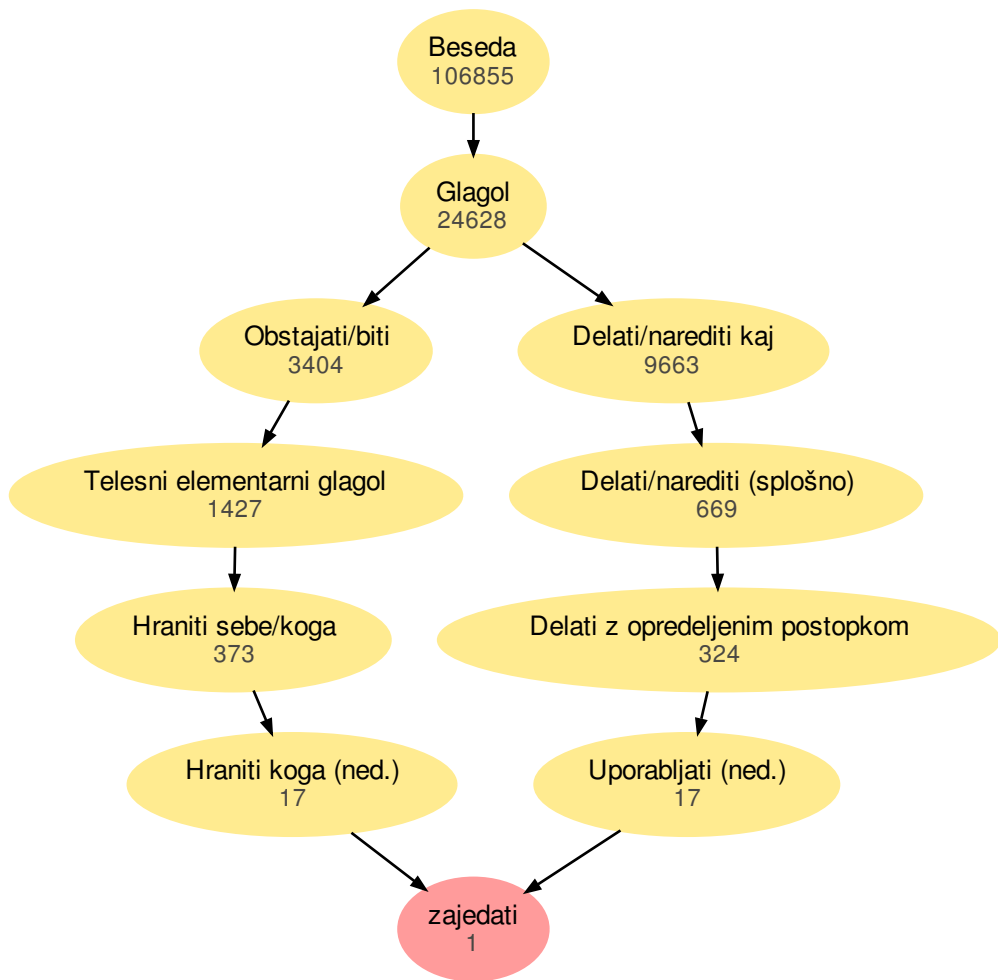 Beseda
106855
Glagol
24628
Obstajati/biti
3404
Delati/narediti kaj
9663
Telesni elementarni glagol
1427
Delati/narediti (splošno)
669
Hraniti sebe/koga
373
Delati z opredeljenim postopkom
324
Hraniti koga (ned.)
17
Uporabljati (ned.)
17
zajedati
1